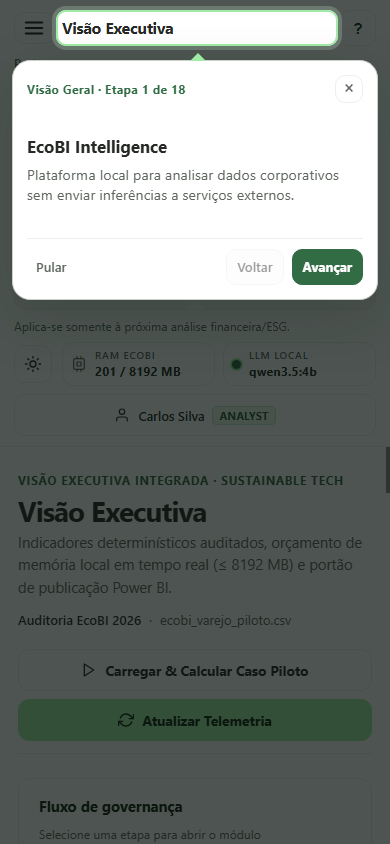 Visão Executiva
?
Visão Geral · Etapa 1 de 18
EcoBI Intelligence
Plataforma local para analisar dados corporativos
sem enviar inferências a serviços externos.
Pular
Voltar
Avançar
Aplica-se somente à próxima análise financeira/ESG.
RAM ECOBI
201 / 8192 MB
LLM LOCAL
qwen3.5:4b
Carlos Silva
ANALYST
VISÃO EXECUTIVA INTEGRADA · SUSTAINABLE TECH
Visão Executiva
Indicadores determinísticos auditados, orçamento de
memória local em tempo real (≤ 8192 MB) e portão
de publicação Power BI.
Auditoria EcoBI 2026 · ecobi_varejo_piloto.csv
Carregar & Calcular Caso Piloto
Atualizar Telemetria
Fluxo de governança
Selecione uma etapa para abrir o módulo